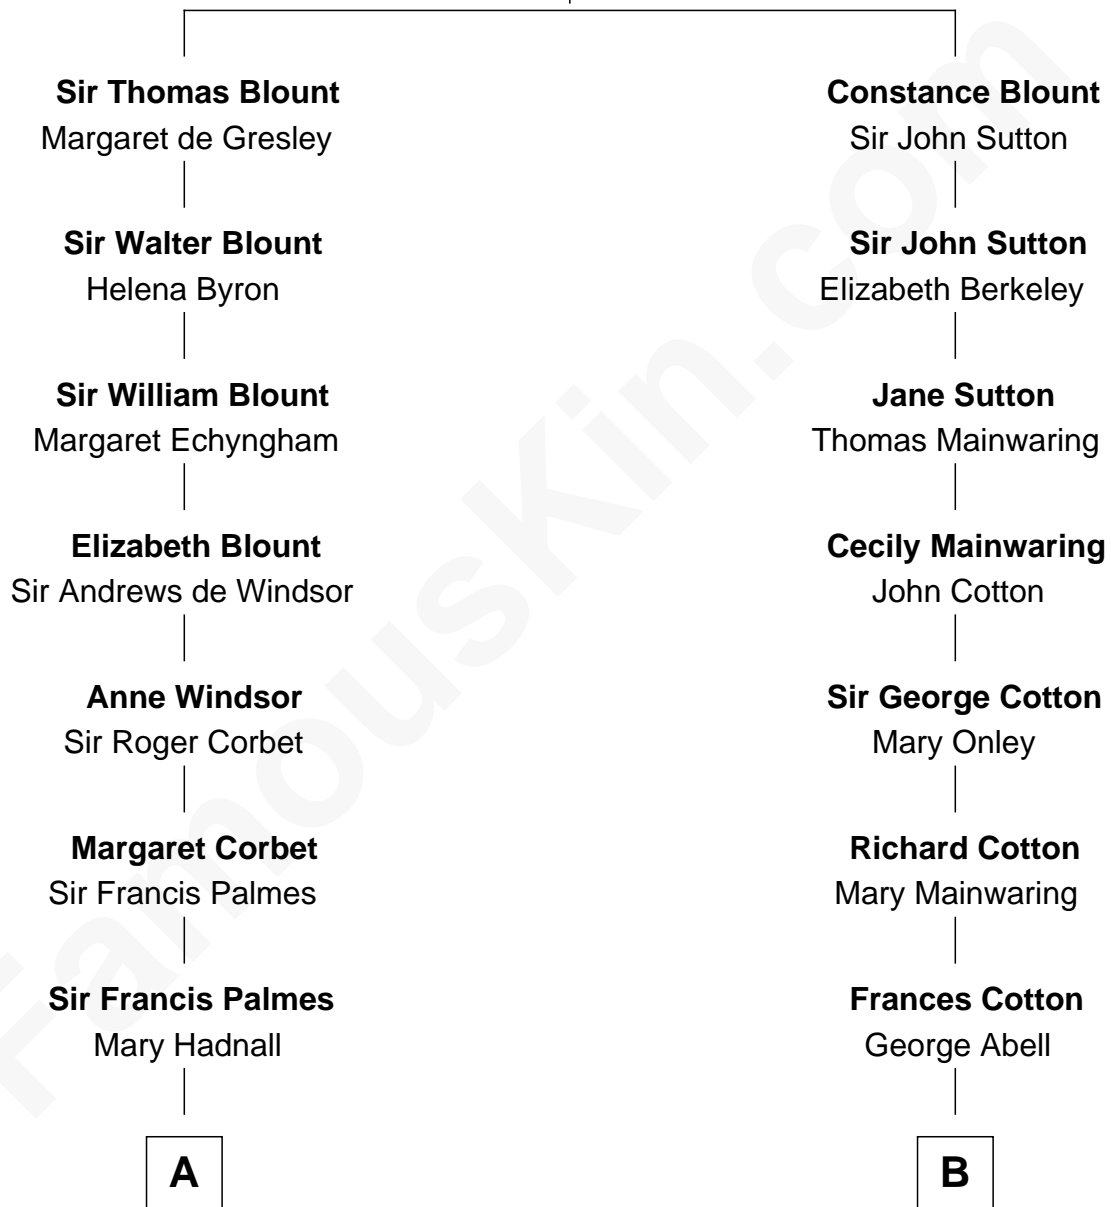 Sir Thomas Blount
Margaret de Gresley
Sir Walter Blount
Helena Byron
Sir William Blount
Margaret Echyngham
Elizabeth Blount
Sir Andrews de Windsor
Anne Windsor
Sir Roger Corbet
Margaret Corbet
Sir Francis Palmes
Sir Francis Palmes
Mary Hadnall
A
Constance Blount
Sir John Sutton
Sir John Sutton
Elizabeth Berkeley
Jane Sutton
Thomas Mainwaring
Cecily Mainwaring
John Cotton
Sir George Cotton
Mary Onley
Richard Cotton
Mary Mainwaring
Frances Cotton
George Abell
B
FamousKin.com